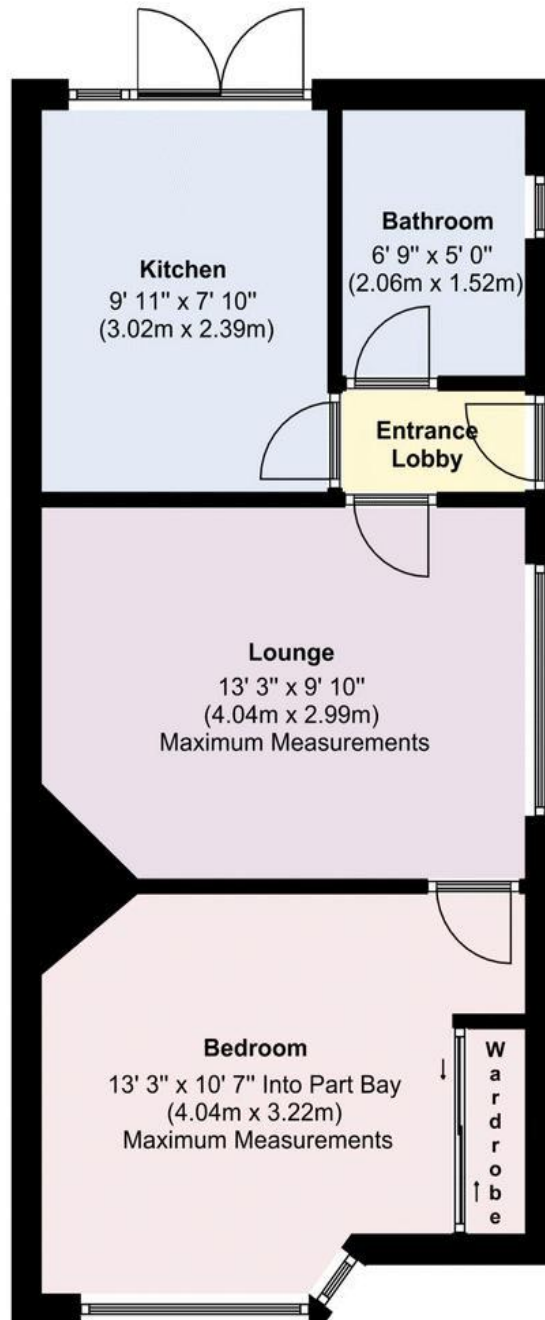 Kitchen
9' 11" x 7' 10"
(3.02m x 2.39m)
Bathroom
6' 9" x 5' 0"
(2.06m x 1.52m)
Entrance
Lobby
Lounge
13' 3" x 9' 10"
(4.04m x 2.99m)
Maximum Measurements
Bedroom
13' 3" x 10' 7" Into Part Bay
(4.04m x 3.22m)
Maximum Measurements
Wardrobe